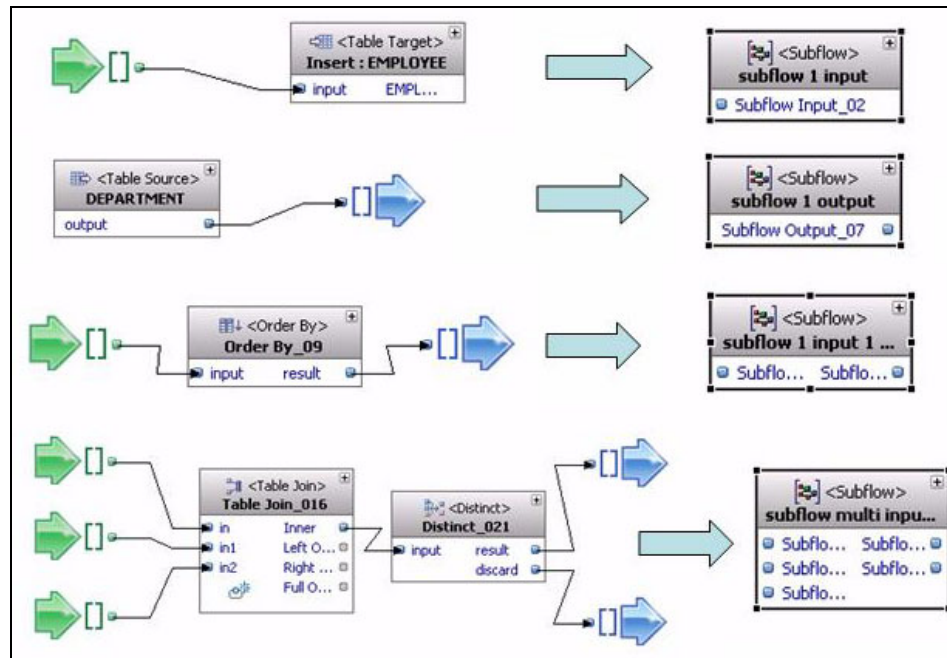 <Table Target>
Insert : EMPLOYEE
input EMPL...
<Subflow>
subflow 1 input
Subflow Input_02
<Table Source>
DEPARTMENT
output
<Subflow>
subflow 1 output
Subflow Output_07
<Order By>
Order By_09
input result
<Subflow>
subflow 1 input 1 ...
Subflo... Subflo...
<Table Join>
Table Join_016
in Inner
in1 Left O...
in2 Right ...
Full O...
<Distinct>
Distinct_021
input result
discard
<Subflow>
subflow multi inpu...
Subflo... Subflo...
Subflo... Subflo...
Subflo...